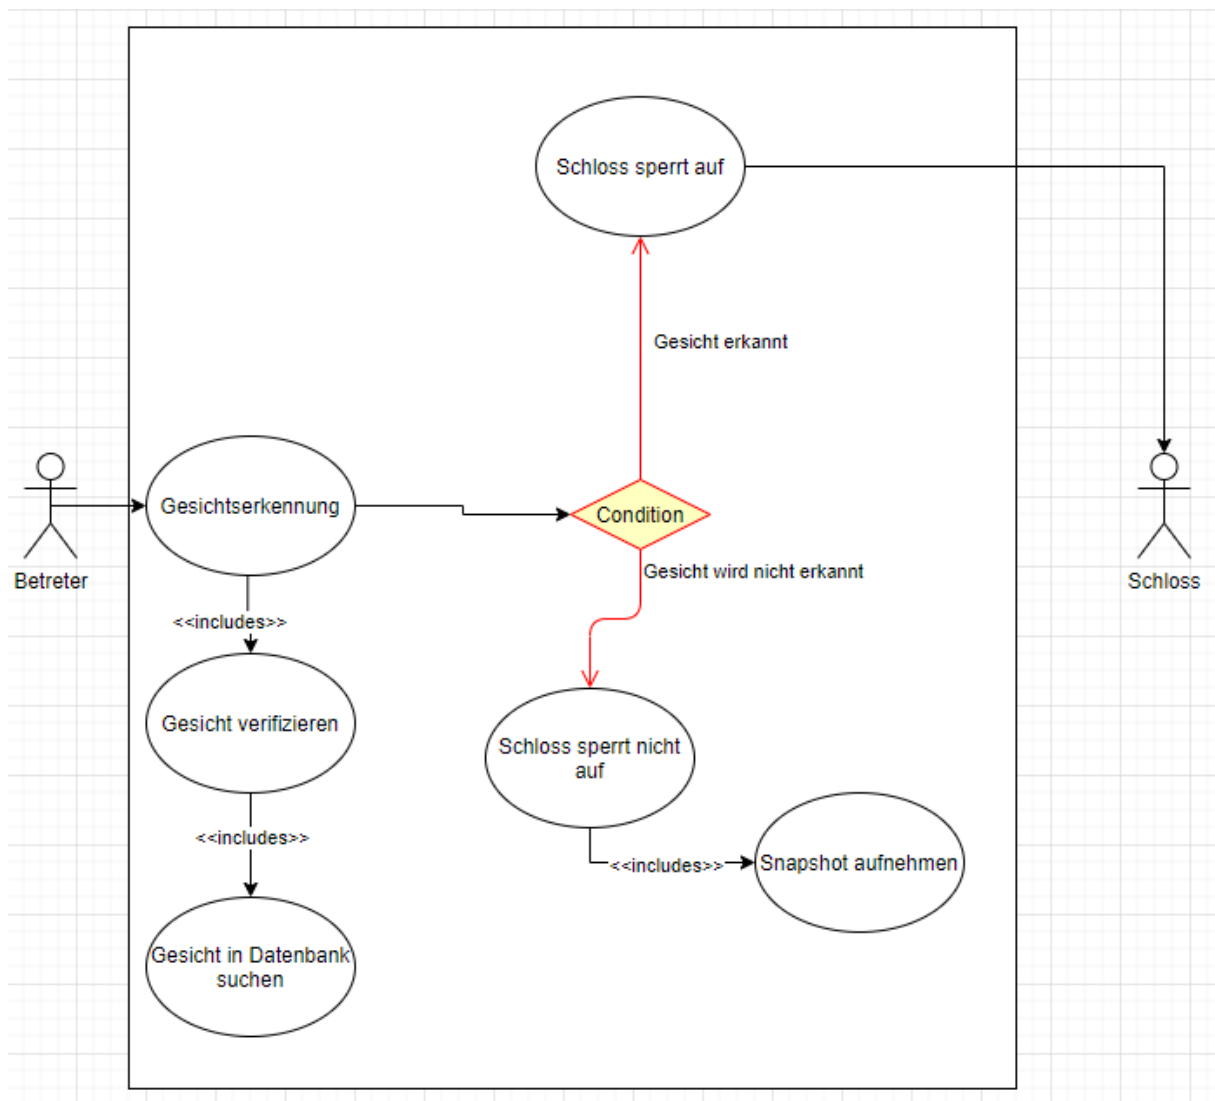 Schloss sperrt auf
Gesicht erkannt
Gesichtserkennung
Condition
Betreter
Schloss
Gesicht wird nicht erkannt
<<includes>>
Gesicht verifizieren
Schloss sperrt nicht
auf
<<includes>>
<<includes>>
Snapshot aufnehmen
Gesicht in Datenbank
suchen